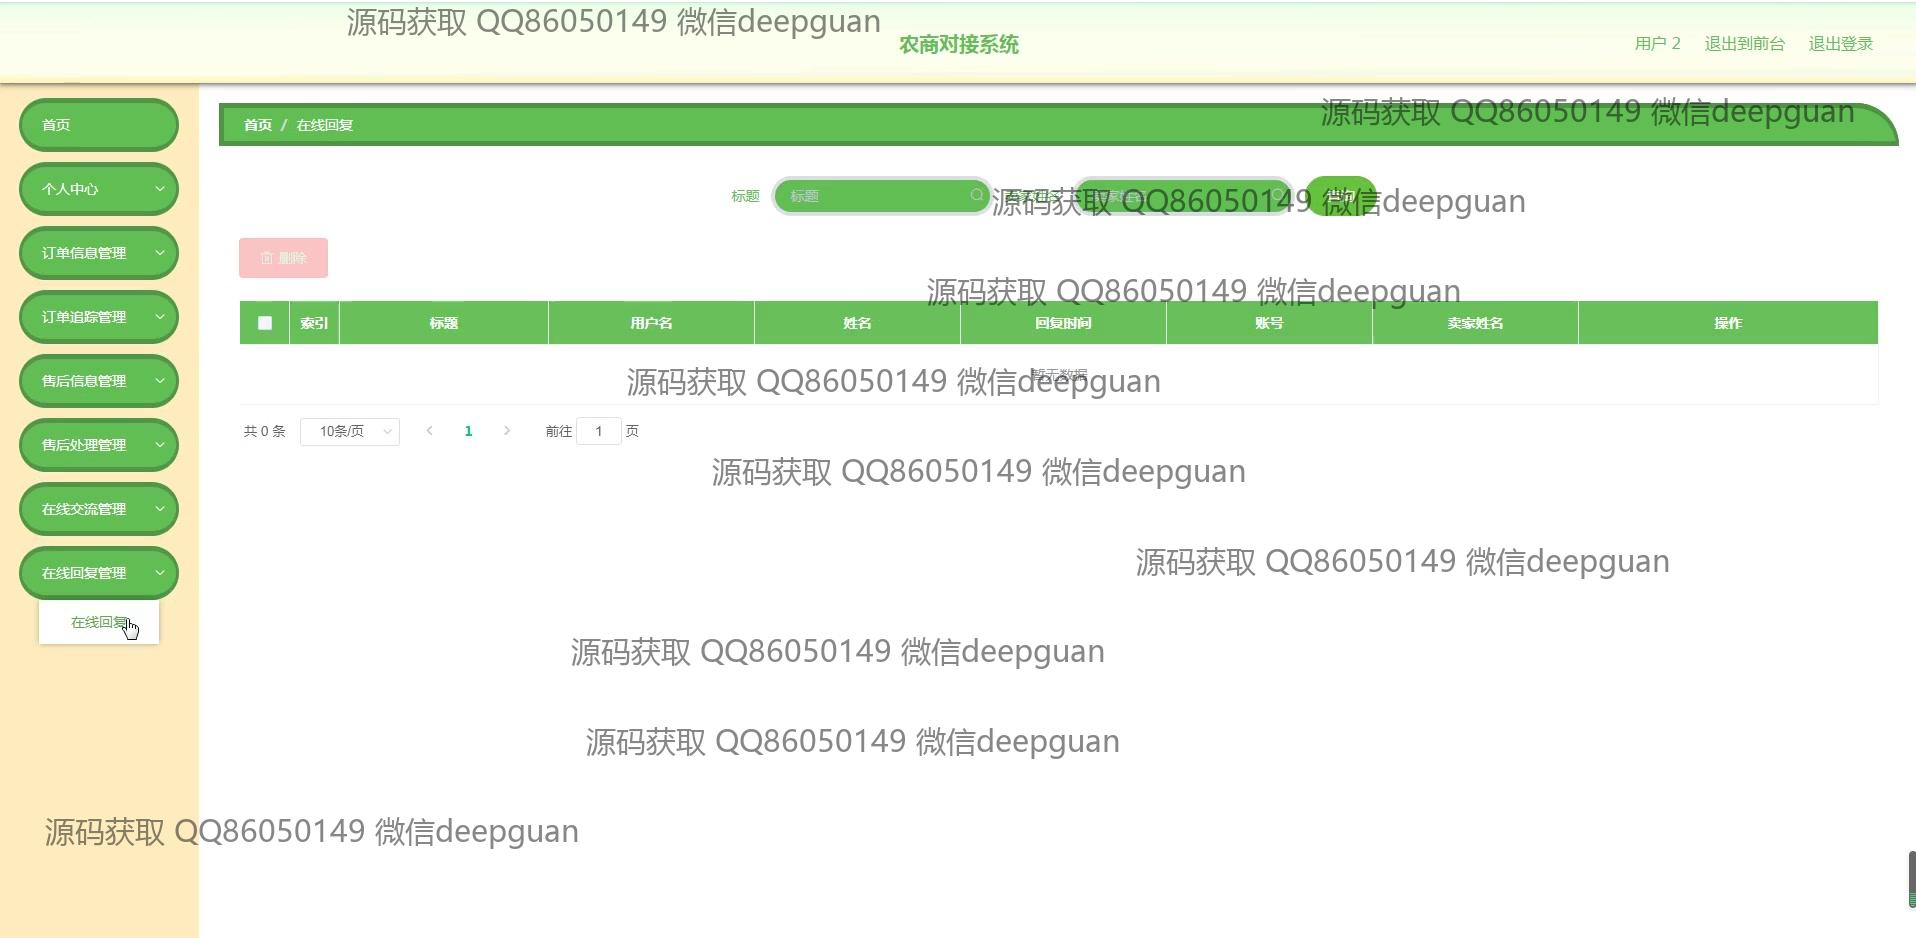 源码获取 QQ86050149 微信deepguan
农商对接系统
用户 2 退出到前台 退出登录
首页
首页 / 在线回复
源码获取 QQ86050149 微信deepguan
个人中心
标题 标题
源码获取 QQ86050149 微信deepguan
订单信息管理
删除
源码获取 QQ86050149 微信deepguan
订单追踪管理
索引 标题 用户名 姓名 回复时间 账号 卖家姓名 操作
售后信息管理
暂无数据
源码获取 QQ86050149 微信deepguan
共 0 条 10条/页 1 前往 1 页
售后处理管理
源码获取 QQ86050149 微信deepguan
在线交流管理
源码获取 QQ86050149 微信deepguan
在线回复管理
在线回复
源码获取 QQ86050149 微信deepguan
源码获取 QQ86050149 微信deepguan
源码获取 QQ86050149 微信deepguan